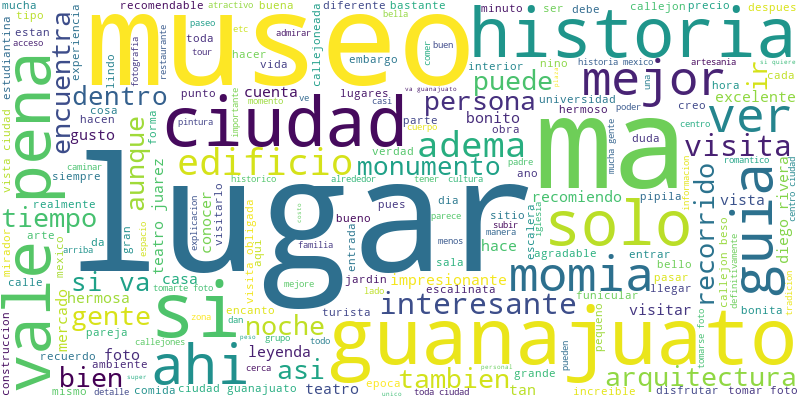 mucha
tipo
estan
acceso
estudiantina
encuentra
experiencia
recomendable
paseo
tour
etc
atractivo
buena
bella
admirar
museo
diferente
bastante
minuto
embargo
callejoneada
comer
buen
historia
ser
debe
callejon
precio
despues
fotografia
restaurante
lindo
toda
hacer
vida
lugares
interior
nino
historia mexico
artesania
una
si quiere
cada
mejor
ir
hora
va guanajuato
dentro
punto
cuenta
momento
ve
casi
puede
persona
universidad
hermoso
poder
creo
excelente
ver
cosa
hacen
pintura
importante
ciudad
parte
bonito
obra
mucha gente
centro
visita
vale pena
vista ciudad
gusto
forma
cuerpo
verdad
adema
duda
ma
caminar
siempre
aunque
edificio
monumento
padre
ano
romantico
centro ciudad
historico
alrededor
tener
cultura
recomiendo
pipila
informacion
recorrido
guia
diego rivera
realmente
tiempo
teatro juarez
conocer
visitarlo
lugar
bueno
pues
dia
sitio
subir
escalera
iglesia
solo
vista
arte
mirador
mexico
arriba
da
gran
espacio
explicacion
visita obligada
aqui
costo
familia
entrada
parece
menos
manera
hace
agradable
entrar
bello
callejon beso
definitivamente
bonita
tradicion
calle
si va
casa
tomarte foto
mejore
jardin
sala
impresionante
escalinata
momia
funicular
pasar
llegar
hermosa
mercado
gente
si
zona
encanto
turista
lado
interesante
pequeno
visitar
tomarse foto
construccion
pareja
callejones
dan
noche
grupo
todo
guanajuato
recuerdo
foto
ambiente
ahi
peso
leyenda
cerca
asi
epoca
tambien
personal
pueden
arquitectura
bien
mismo
detalle
super
comida
ciudad guanajuato
teatro
unico
toda ciudad
tan
increible
disfrutar
tomar foto